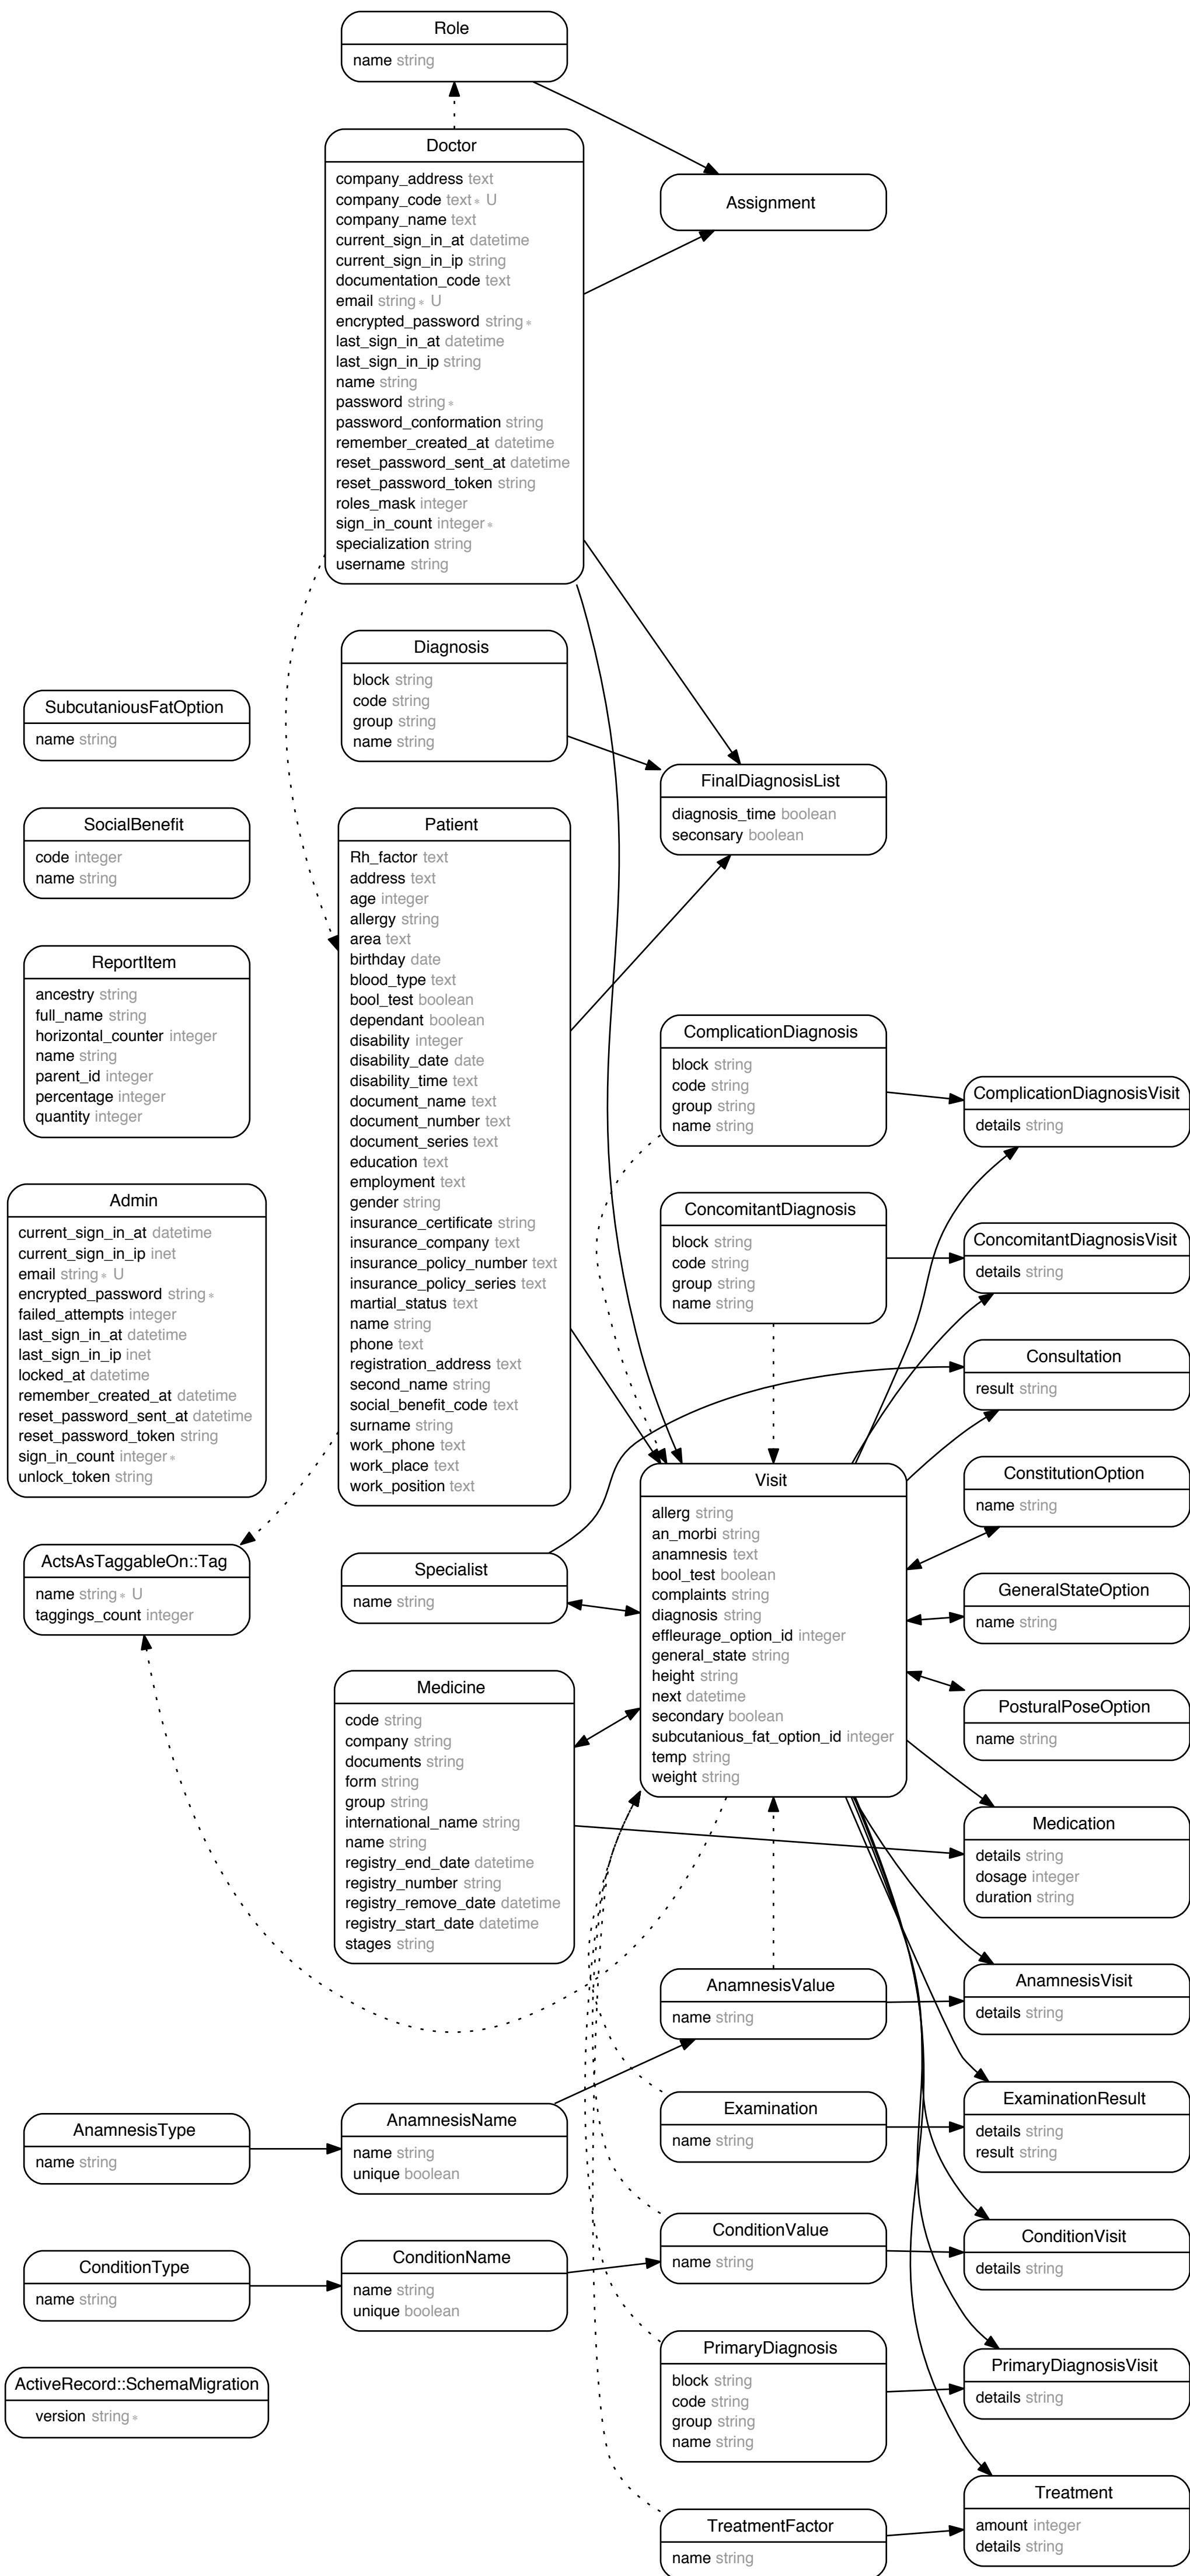 Role
name string
Doctor
company_address text
company_code text* U
company_name text
current_sign_in_at datetime
current_sign_in_ip string
documentation_code text
email string* U
encrypted_password string*
last_sign_in_at datetime
last_sign_in_ip string
name string
password string*
password_conformation string
remember_created_at datetime
reset_password_sent_at datetime
reset_password_token string
roles_mask integer
sign_in_count integer*
specialization string
username string
Assignment
Diagnosis
block string
code string
group string
name string
SubcutaniousFatOption
name string
FinalDiagnosisList
diagnosis_time boolean
seconsary boolean
SocialBenefit
code integer
name string
Patient
Rh_factor text
address text
age integer
allergy string
area text
birthday date
blood_type text
bool_test boolean
dependant boolean
disability integer
disability_date date
disability_time text
document_name text
document_number text
document_series text
education text
employment text
gender string
insurance_certificate string
insurance_company text
insurance_policy_number text
insurance_policy_series text
martial_status text
name string
phone text
registration_address text
second_name string
social_benefit_code text
surname string
work_phone text
work_place text
work_position text
ReportItem
ancestry string
full_name string
horizontal_counter integer
name string
parent_id integer
percentage integer
quantity integer
ComplicationDiagnosis
block string
code string
group string
name string
ComplicationDiagnosisVisit
details string
Admin
current_sign_in_at datetime
current_sign_in_ip inet
email string* U
encrypted_password string*
failed_attempts integer
last_sign_in_at datetime
last_sign_in_ip inet
locked_at datetime
remember_created_at datetime
reset_password_sent_at datetime
reset_password_token string
sign_in_count integer*
unlock_token string
ConcomitantDiagnosis
block string
code string
group string
name string
ConcomitantDiagnosisVisit
details string
Consultation
result string
Visit
allerg string
an_morbi string
anamnesis text
bool_test boolean
complaints string
diagnosis string
effleurage_option_id integer
general_state string
height string
next datetime
secondary boolean
subcutanious_fat_option_id integer
temp string
weight string
ConstitutionOption
name string
ActsAsTaggableOn::Tag
name string* U
taggings_count integer
Specialist
name string
GeneralStateOption
name string
Medicine
code string
company string
documents string
form string
group string
international_name string
name string
registry_end_date datetime
registry_number string
registry_remove_date datetime
registry_start_date datetime
stages string
PosturalPoseOption
name string
Medication
details string
dosage integer
duration string
AnamnesisValue
name string
AnamnesisVisit
details string
AnamnesisType
name string
AnamnesisName
name string
unique boolean
Examination
name string
ExaminationResult
details string
result string
ConditionType
name string
ConditionName
name string
unique boolean
ConditionValue
name string
ConditionVisit
details string
ActiveRecord::SchemaMigration
version string*
PrimaryDiagnosis
block string
code string
group string
name string
PrimaryDiagnosisVisit
details string
TreatmentFactor
name string
Treatment
amount integer
details string